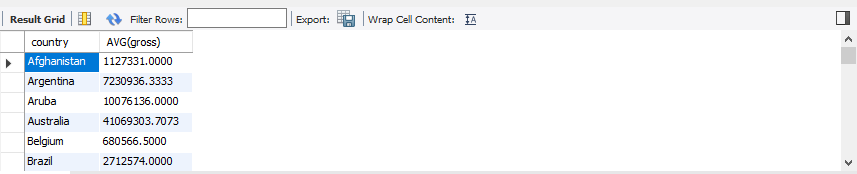 Result Grid Filter Rows: Export: Wrap Cell Content: IA
country AVG(gross)
Afghanistan 1127331.0000
Argentina 7230936.3333
Aruba 10076136.0000
Australia 41069303.7073
Belgium 680566.5000
Brazil 2712574.0000